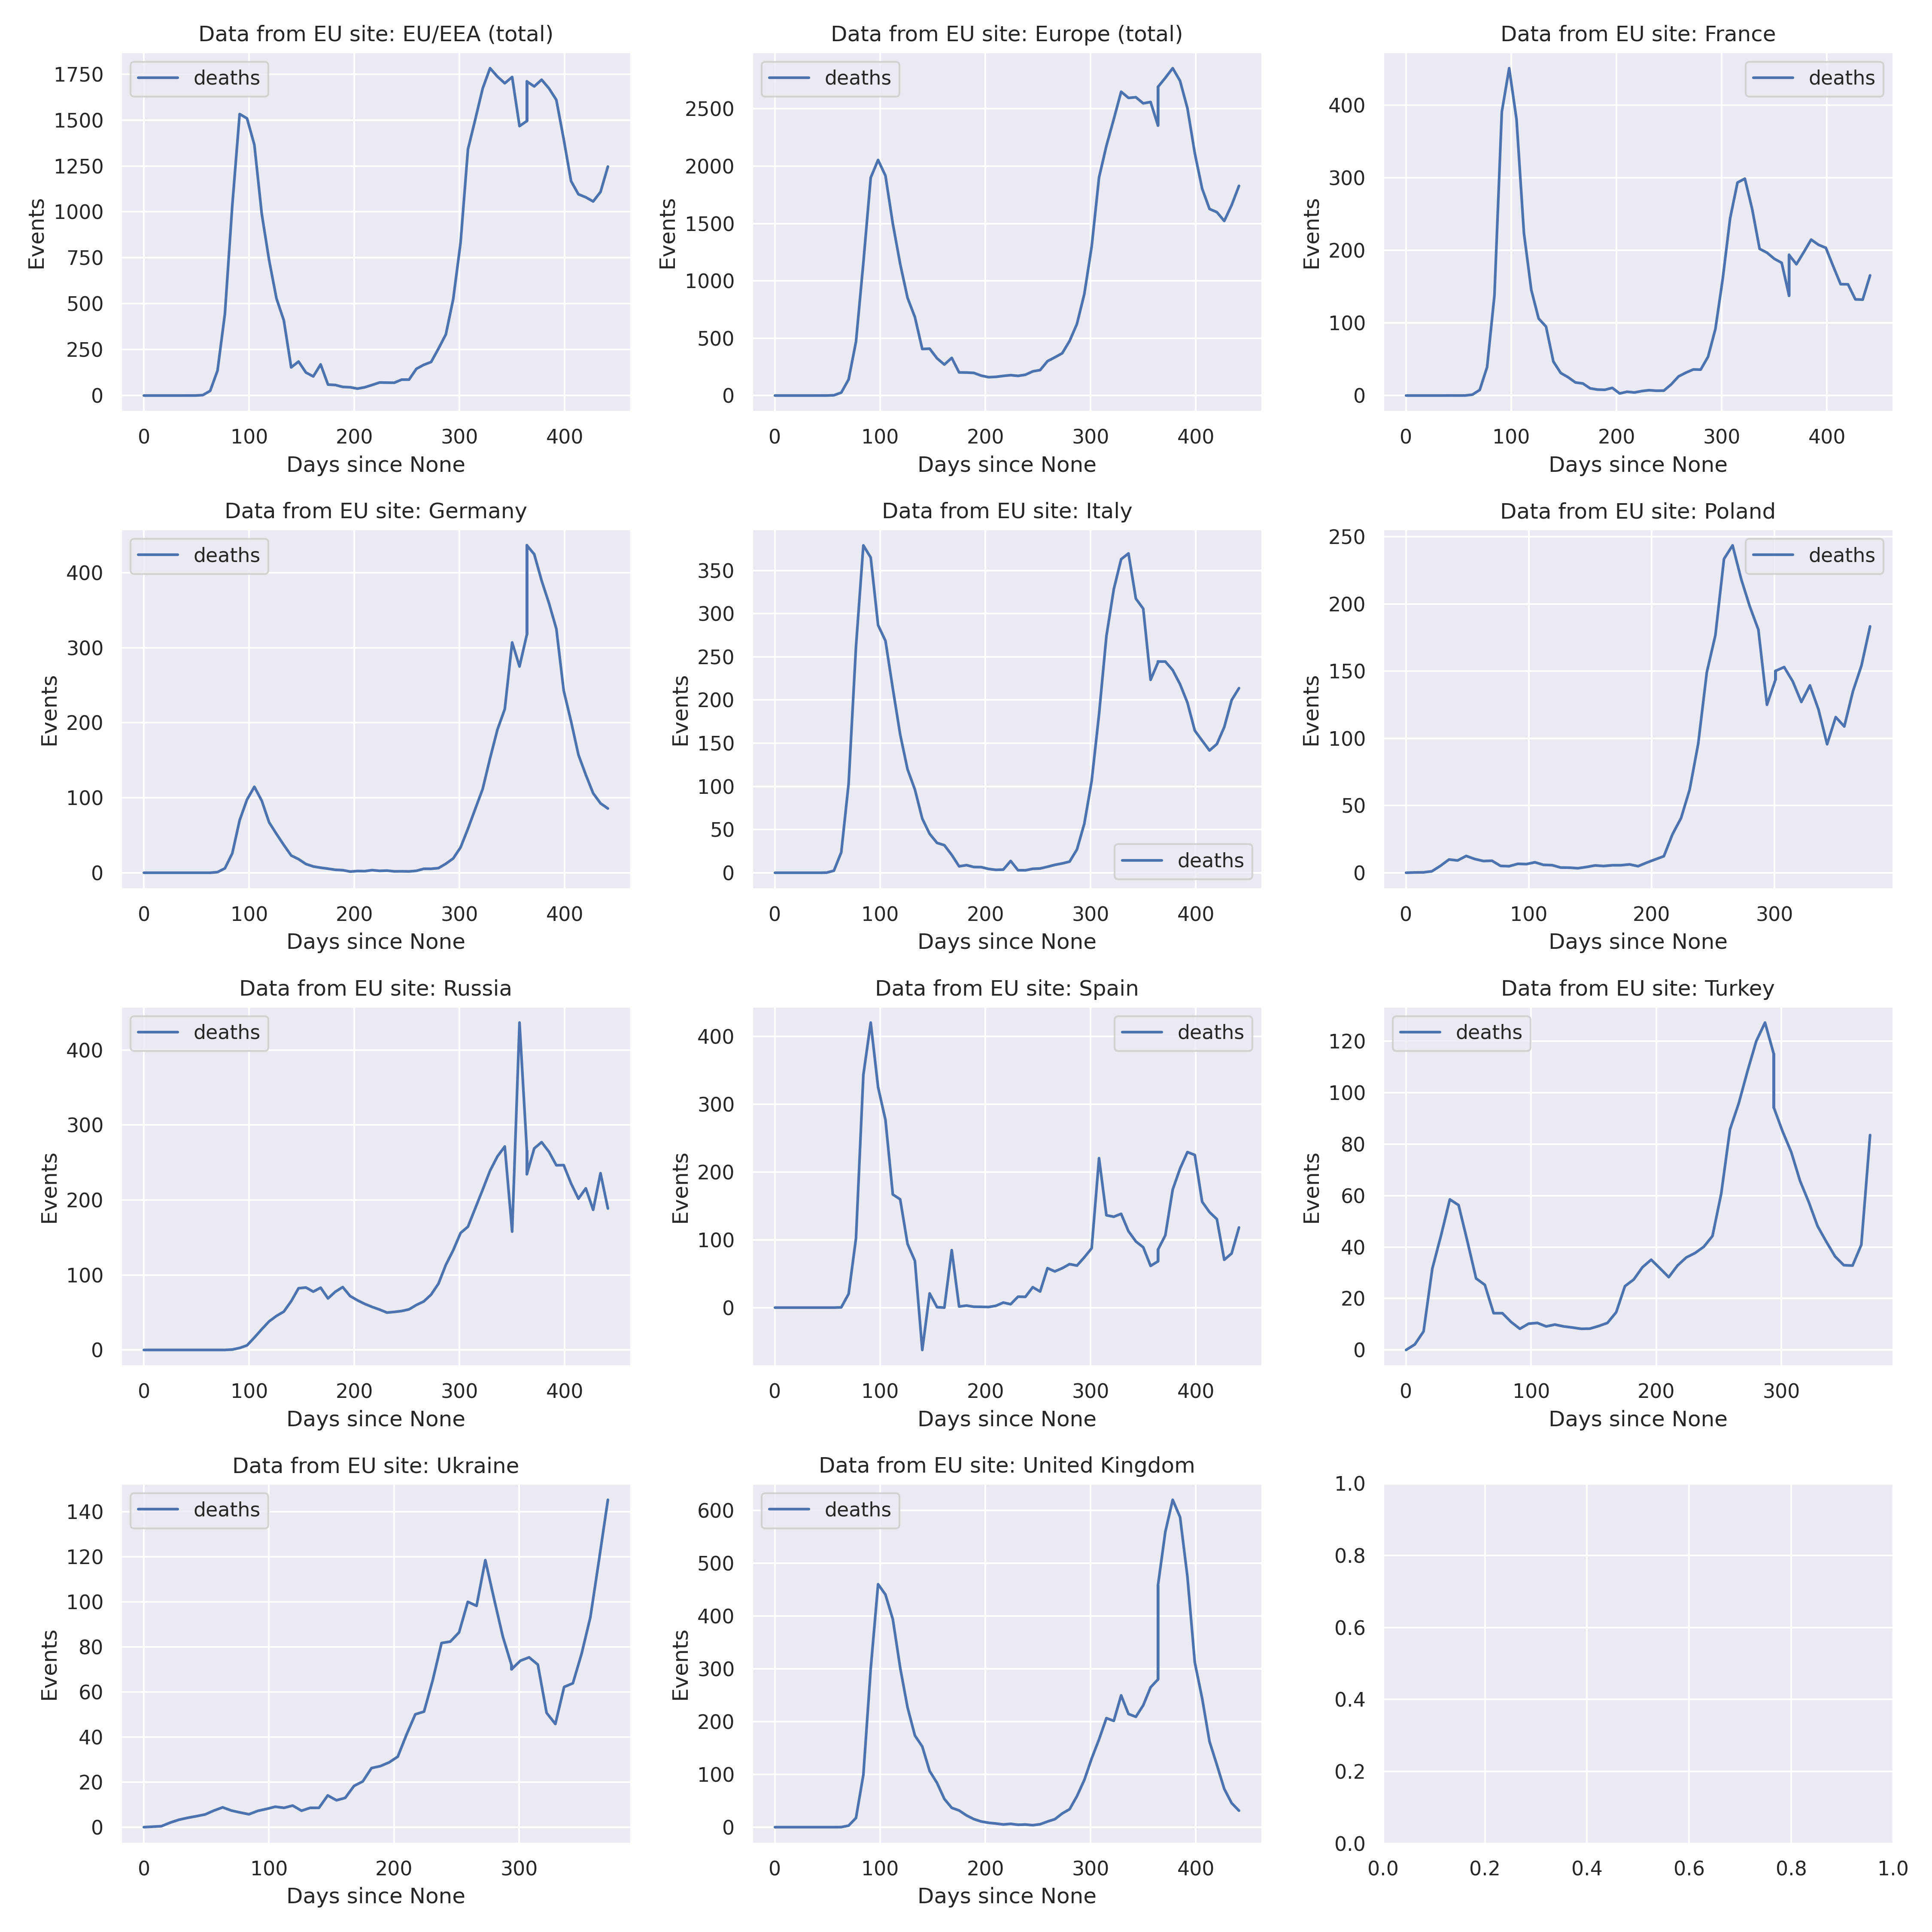 Data from EU site: EU/EEA (total)
deaths
1750
1500
1250
1000
750
500
250
0
Events
0 100 200 300 400
Days since None
Data from EU site: Europe (total)
deaths
2500
2000
1500
1000
500
0
Events
0 100 200 300 400
Days since None
Data from EU site: France
deaths
400
300
200
100
0
Events
0 100 200 300 400
Days since None
Data from EU site: Germany
deaths
400
300
200
100
0
Events
0 100 200 300 400
Days since None
Data from EU site: Italy
350
300
250
200
150
100
50
0
Events
deaths
0 100 200 300 400
Days since None
Data from EU site: Poland
deaths
250
200
150
100
50
0
Events
0 100 200 300
Days since None
Data from EU site: Russia
deaths
400
300
200
100
0
Events
0 100 200 300 400
Days since None
Data from EU site: Spain
deaths
400
300
200
100
0
Events
0 100 200 300 400
Days since None
Data from EU site: Turkey
deaths
120
100
80
60
40
20
0
Events
0 100 200 300
Days since None
Data from EU site: Ukraine
deaths
140
120
100
80
60
40
20
0
Events
0 100 200 300
Days since None
Data from EU site: United Kingdom
deaths
600
500
400
300
200
100
0
Events
0 100 200 300 400
Days since None
1.0
0.8
0.6
0.4
0.2
0.0
0.0 0.2 0.4 0.6 0.8 1.0